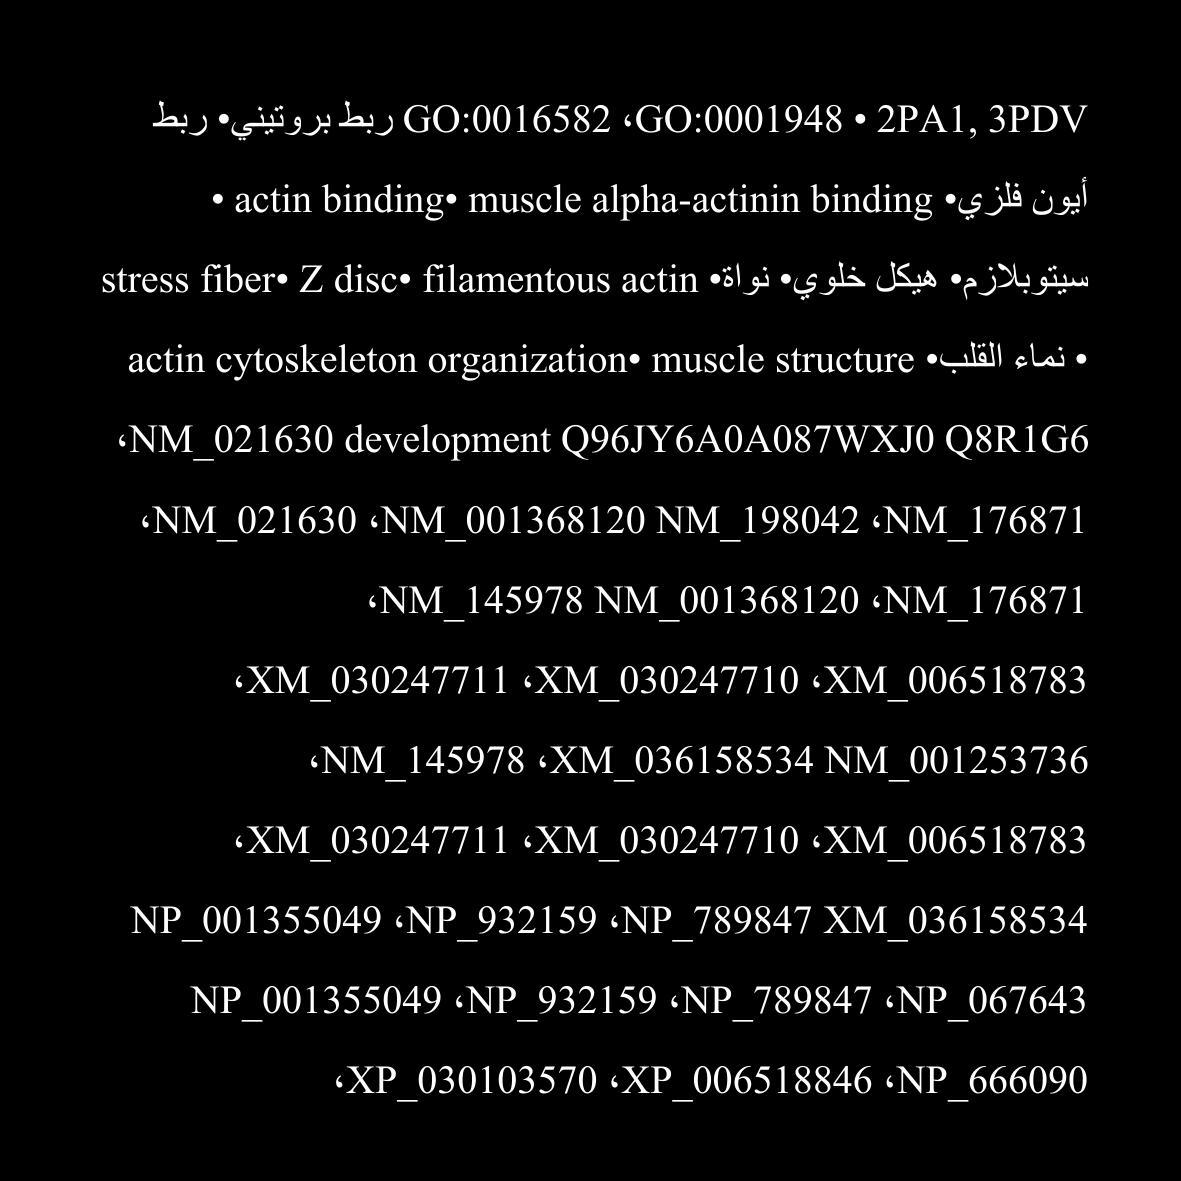 2PA1, 3PDV • GO:0001948، GO:0016582 ربط بروتيني• ربط
أيون فلزي• actin binding• muscle alpha-actinin binding •
سيتوبلازم• هيكل خلوي• نواة• stress fiber• Z disc• filamentous actin
• نماء القلب• actin cytoskeleton organization• muscle structure
NM_021630 development Q96JY6A0A087WXJ0 Q8R1G6،
NM_176871، NM_001368120 NM_198042، NM_021630،
NM_176871، NM_145978 NM_001368120،
XM_006518783، XM_030247710، XM_030247711،
XM_036158534 NM_001253736، NM_145978،
XM_006518783، XM_030247710، XM_030247711،
NP_789847 XM_036158534، NP_932159، NP_001355049
NP_067643، NP_789847، NP_932159، NP_001355049
NP_666090، XP_006518846، XP_030103570،